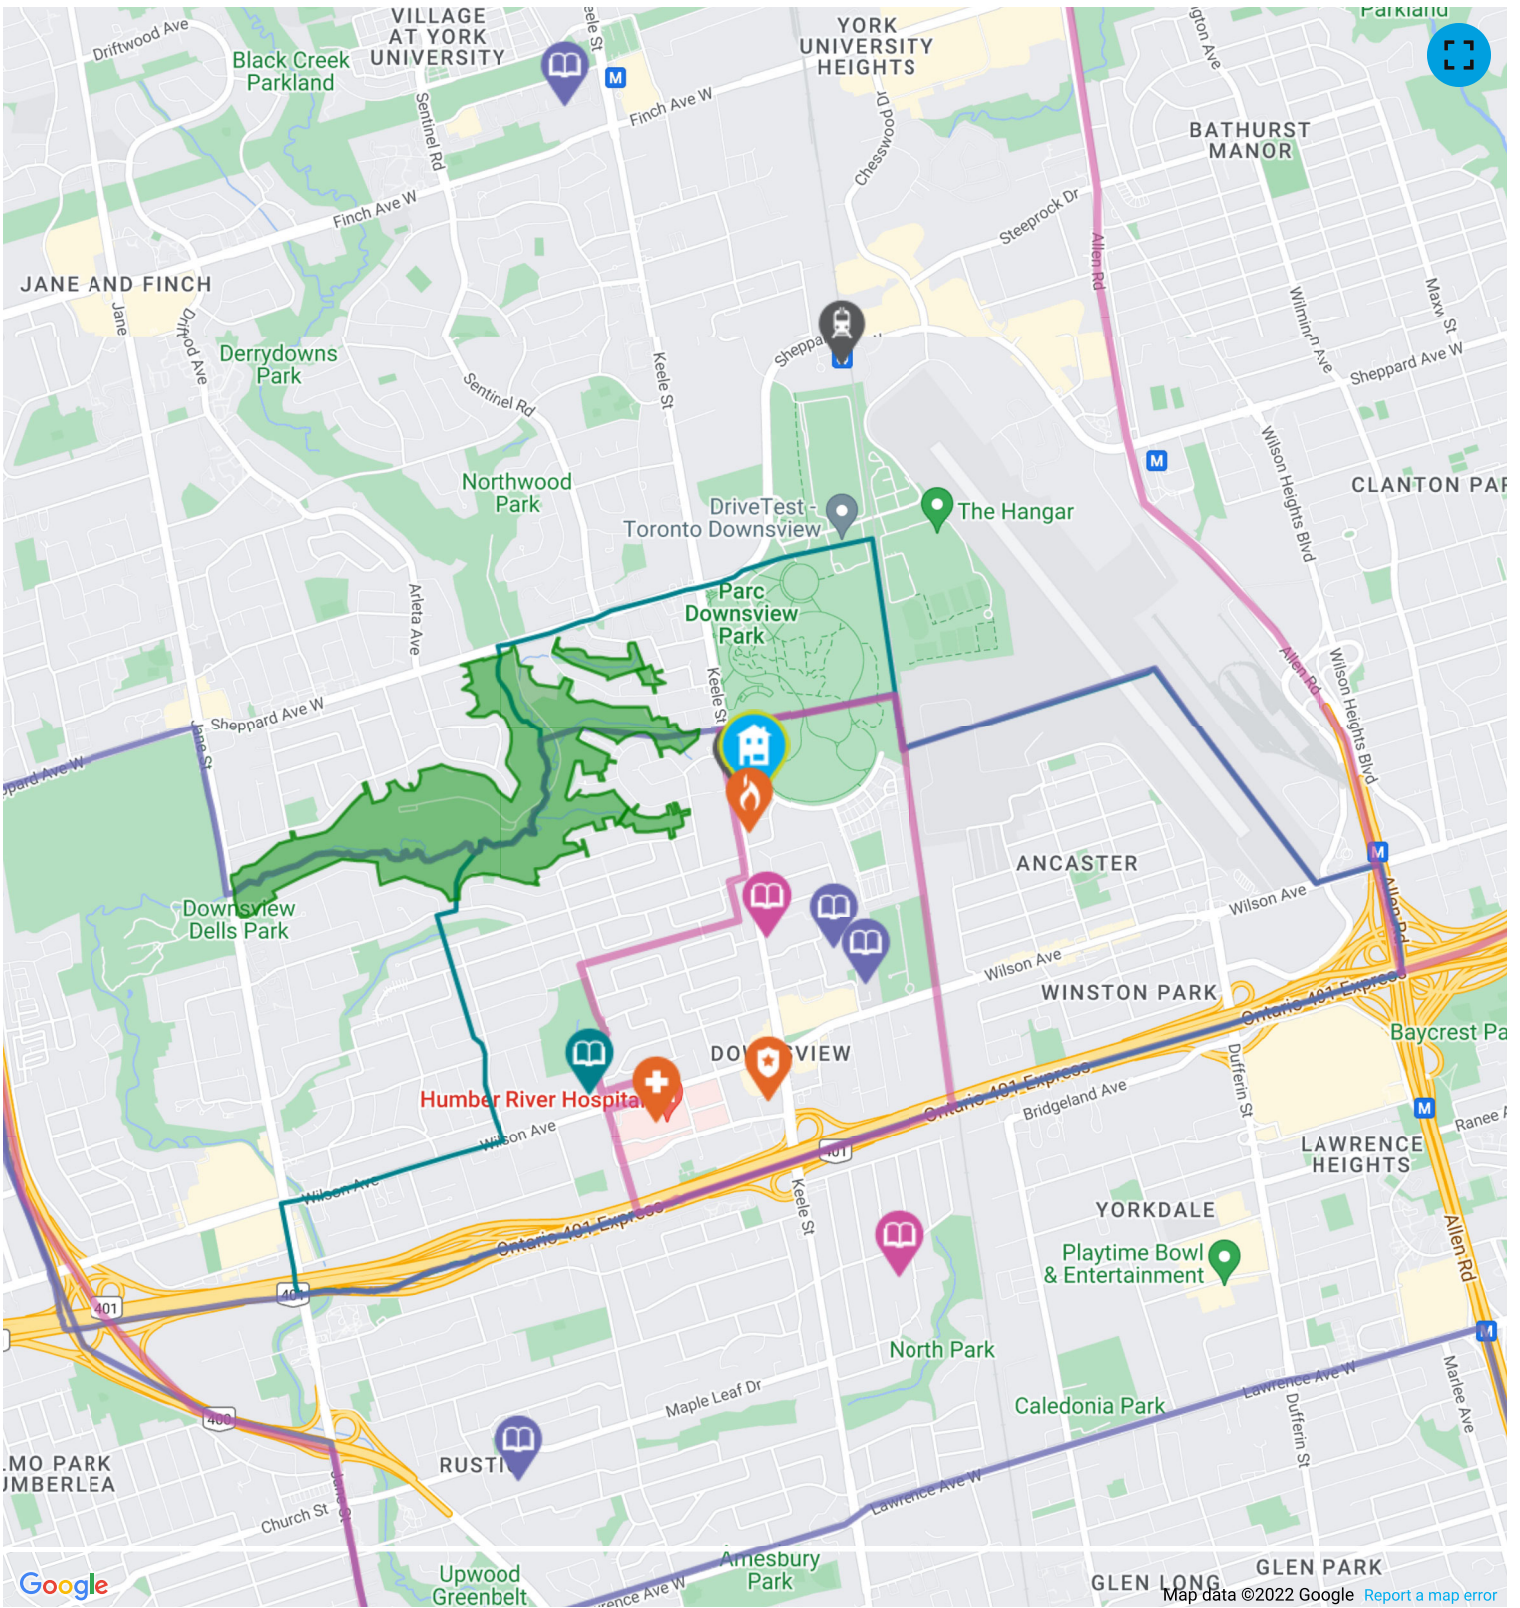 VILLAGE
AT YORK
UNIVERSITY
YORK
UNIVERSITY
HEIGHTS
Parkland
Driftwood Ave
Black Creek
Parkland
M
Sentinel Rd
Finch Ave W
Chesswood Dr
BATHURST
MANOR
Finch Ave W
Steeprock Dr
Allen Rd
JANE AND FINCH
Jane
Derrydowns
Park
Keele St
Sentinel Rd
Sheppard Ave W
Wilson Heights Blvd
M
CLANTON PAR
Northwood
Park
DriveTest -
Toronto Downsview
The Hangar
Arleta Ave
Parc
Downsview
Park
Keele St
Allen Rd
Wilson Heights Blvd
Sheppard Ave W
Jane St
ppard Ave W
M
ANCASTER
Wilson Ave
Allen Rd
Downsview
Dells Park
Wilson Ave
WINSTON PARK
Ontario 401 Express
Baycrest Pa
DOWNSVIEW
Humber River Hospital
Ontario 401 Express
Bridgeland Ave
Dufferin St
M
Ranee A
Wilson Ave
401
LAWRENCE
HEIGHTS
Wilson Ave
Keele St
YORKDALE
Ontario 401 Express
Playtime Bowl
& Entertainment
Allen Rd
401
401
M
North Park
Maple Leaf Dr
Lawrence Ave W
Marlee Ave
Caledonia Park
Dufferin St
400
LMO PARK
UMBERLEA
RUSTIC
Jane St
Church St
Lawrence Ave W
Amesbury
Park
Upwood
Greenbelt
rence Ave W
GLEN PARK
GLEN LONG
Google
Map data ©2022 Google
Report a map error